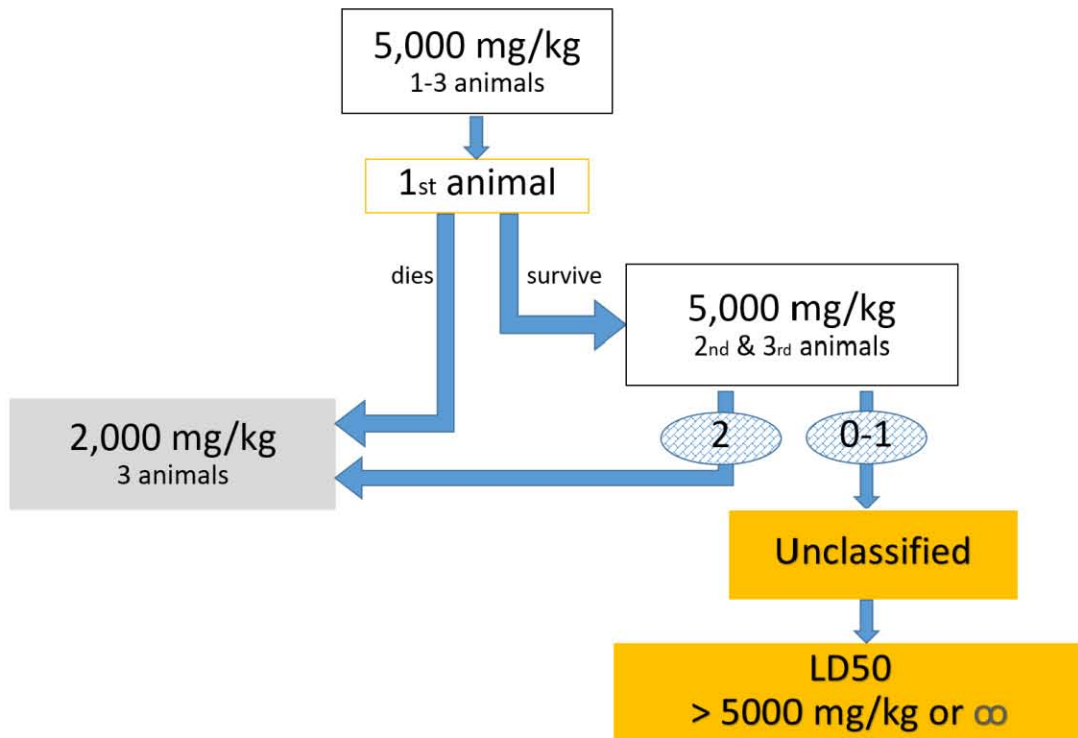 5,000 mg/kg
1-3 animals
1st animal
dies
survive
5,000 mg/kg
2nd & 3rd animals
2,000 mg/kg
3 animals
2
0-1
Unclassified
LD50
> 5000 mg/kg or ∞